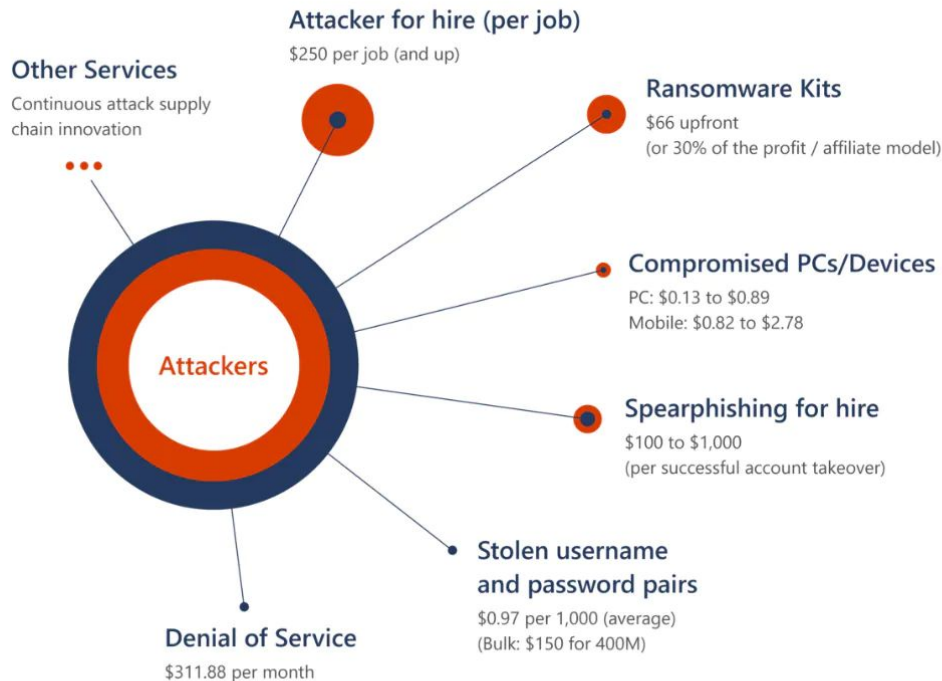 Attacker for hire (per job)
$250 per job (and up)
Other Services
Continuous attack supply
chain innovation
Ransomware Kits
$66 upfront
(or 30% of the profit / affiliate model)
Compromised PCs/Devices
PC: $0.13 to $0.89
Mobile: $0.82 to $2.78
Attackers
Spearphishing for hire
$100 to $1,000
(per successful account takeover)
Stolen username
and password pairs
$0.97 per 1,000 (average)
(Bulk: $150 for 400M)
Denial of Service
$311.88 per month